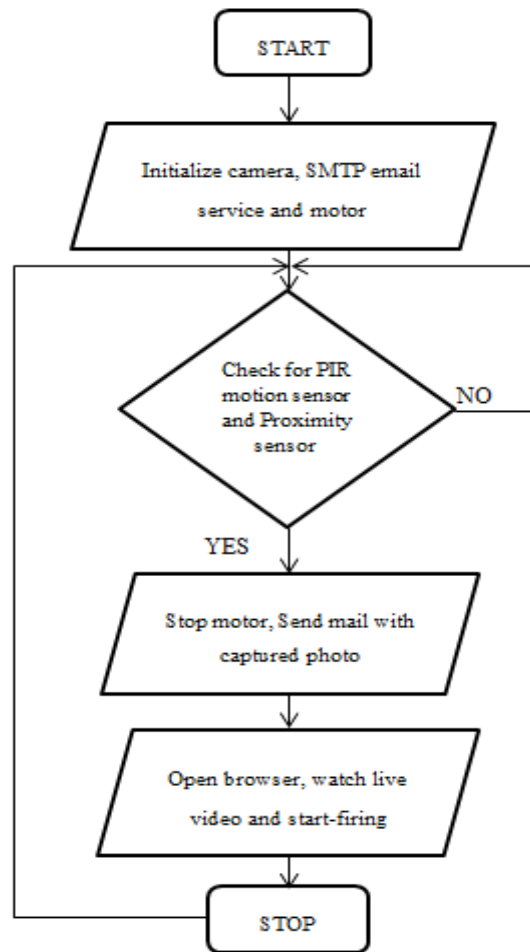 START
Initialize camera, SMTP email
service and motor
Check for PIR
motion sensor
and Proximity
sensor
NO
YES
Stop motor, Send mail with
captured photo
Open browser, watch live
video and start-firing
STOP